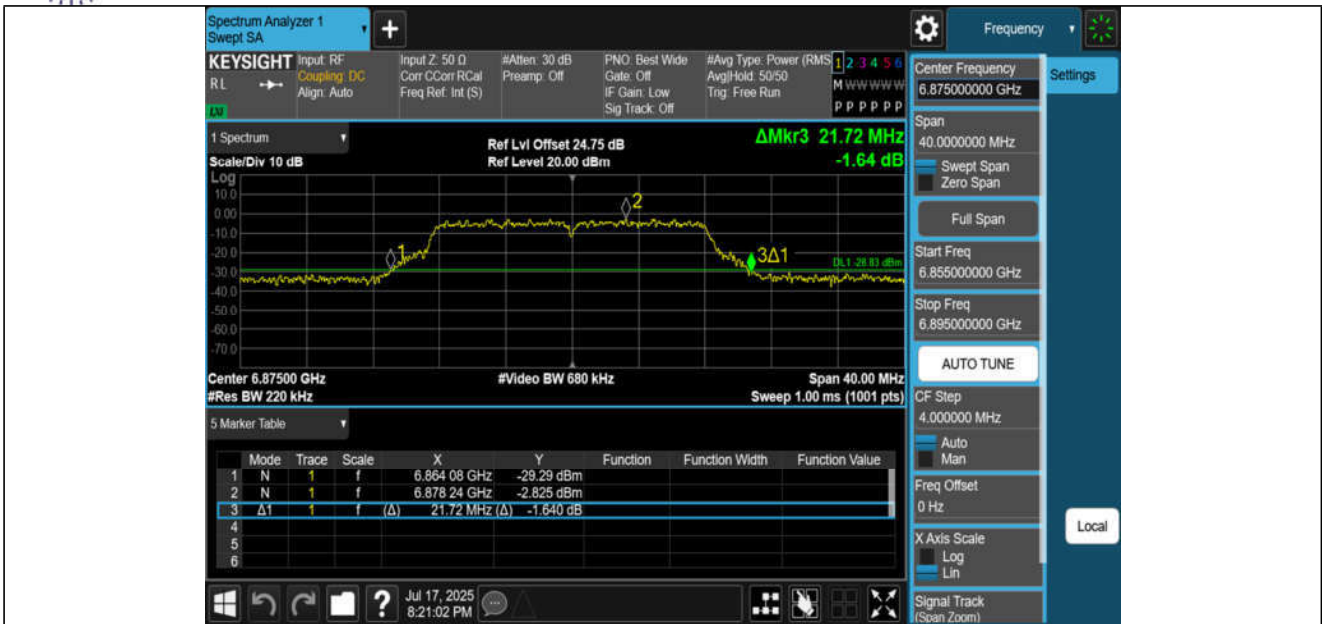 Spectrum Analyzer 1
Swept SA
+
Frequency
KEYSIGHT
RL
LXI
Input: RF
Coupling: DC
Align: Auto
Input Z: 50 Ω
Corr CCorr RCal
Freq Ref: Int (S)
#Atten: 30 dB
Preamp: Off
PNO: Best Wide
Gate: Off
IF Gain: Low
Sig Track: Off
#Avg Type: Power (RMS
Avg|Hold: 50/50
Trig: Free Run
1 2 3 4 5 6
M W W W W W
P P P P P P
1 Spectrum
Scale/Div 10 dB
Ref Lvl Offset 24.75 dB
Ref Level 20.00 dBm
ΔMkr3 21.72 MHz
-1.64 dB
Log
10.0
0.00
-10.0
-20.0
-30.0
-40.0
-50.0
-60.0
-70.0
1
2
3Δ1
DL1 -28.83 dBm
Center 6.87500 GHz
#Video BW 680 kHz
Span 40.00 MHz
#Res BW 220 kHz
Sweep 1.00 ms (1001 pts)
5 Marker Table
Mode Trace Scale X Y Function Function Width Function Value
1 N 1 f 6.864 08 GHz -29.29 dBm
2 N 1 f 6.878 24 GHz -2.825 dBm
3 Δ1 1 f (Δ) 21.72 MHz (Δ) -1.640 dB
4
5
6
?
Jul 17, 2025
8:21:02 PM
Center Frequency
6.875000000 GHz
Settings
Span
40.0000000 MHz
Swept Span
Zero Span
Full Span
Start Freq
6.855000000 GHz
Stop Freq
6.895000000 GHz
AUTO TUNE
CF Step
4.000000 MHz
Auto
Man
Freq Offset
0 Hz
X Axis Scale
Log
Lin
Local
Signal Track
(Span Zoom)